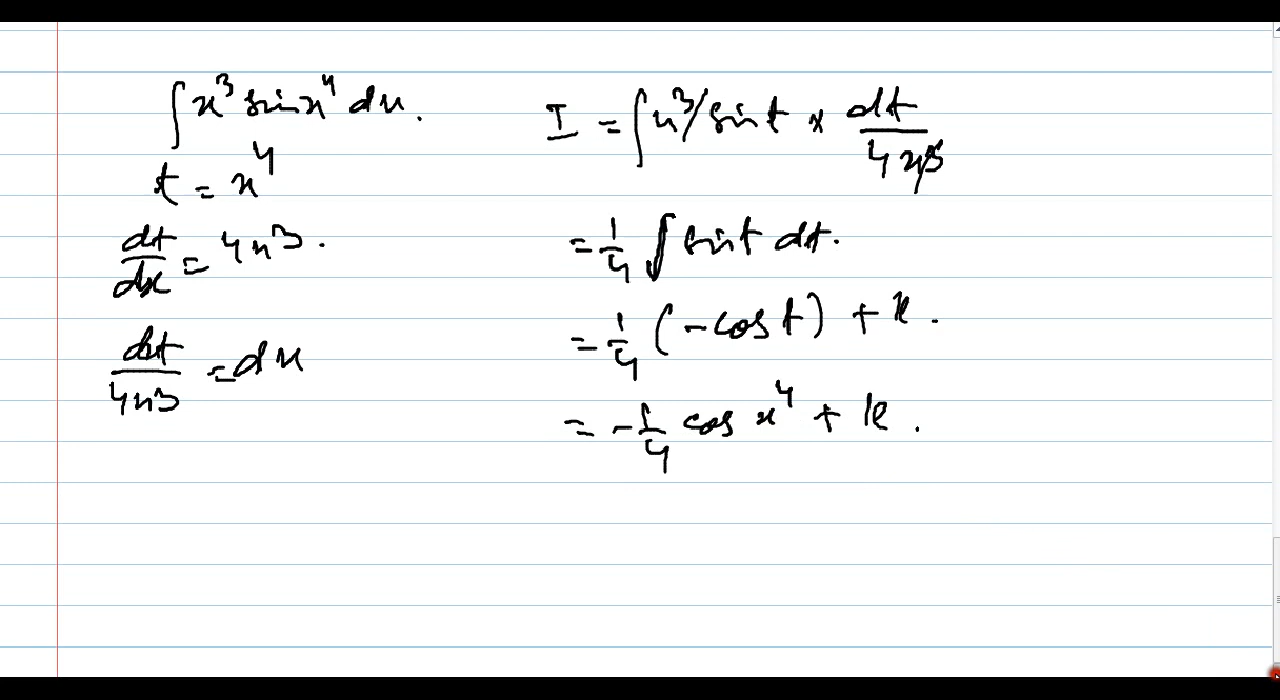 ∫x³ sin x⁴ dx.
t = x⁴
dt/dx = 4x³.
dt/4x³ = dx
I = ∫x³ sin t × dt/4x³
= 1/4 ∫ sin t dt.
= 1/4 (-cos t) + k.
= -1/4 cos x⁴ + k.